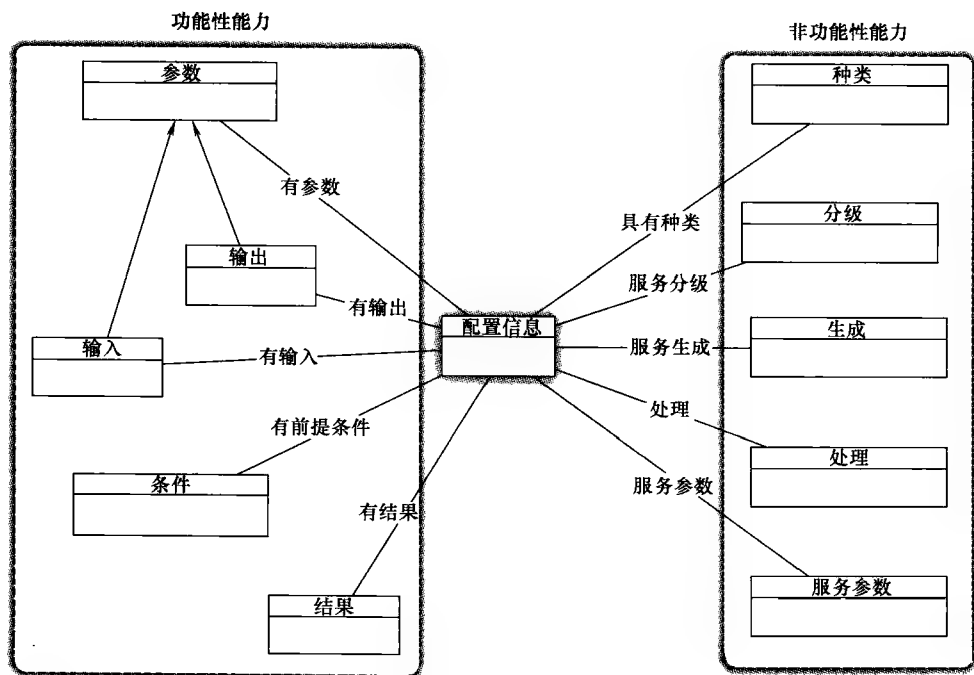 功能性能力
非功能性能力
参数
种类
有参数
具有种类
分级
输出
服务分级
有输出
配置信息
生成
输入
有输入
服务生成
处理
有前提条件
处理
条件
服务参数
有结果
服务参数
结果